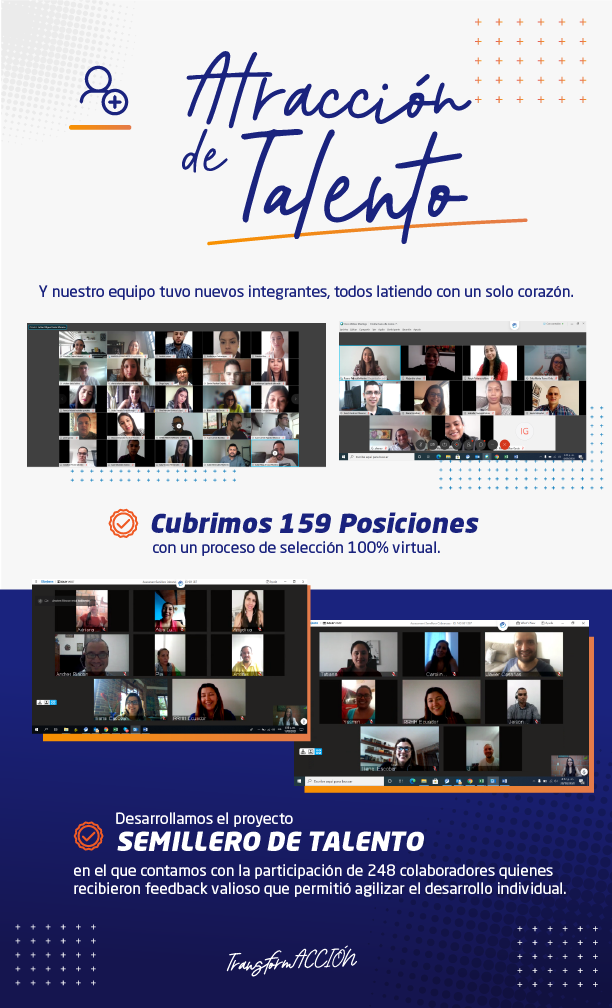 Atracción
de
Talento
Y nuestro equipo tuvo nuevos integrantes, todos latiendo con un solo corazón.
IG
Cubrimos 159 Posiciones
con un proceso de selección 100% virtual.
Desarrollamos el proyecto
SEMILLERO DE TALENTO
en el que contamos con la participación de 248 colaboradores quienes
recibieron feedback valioso que permitió agilizar el desarrollo individual.
TransformACCIÓN